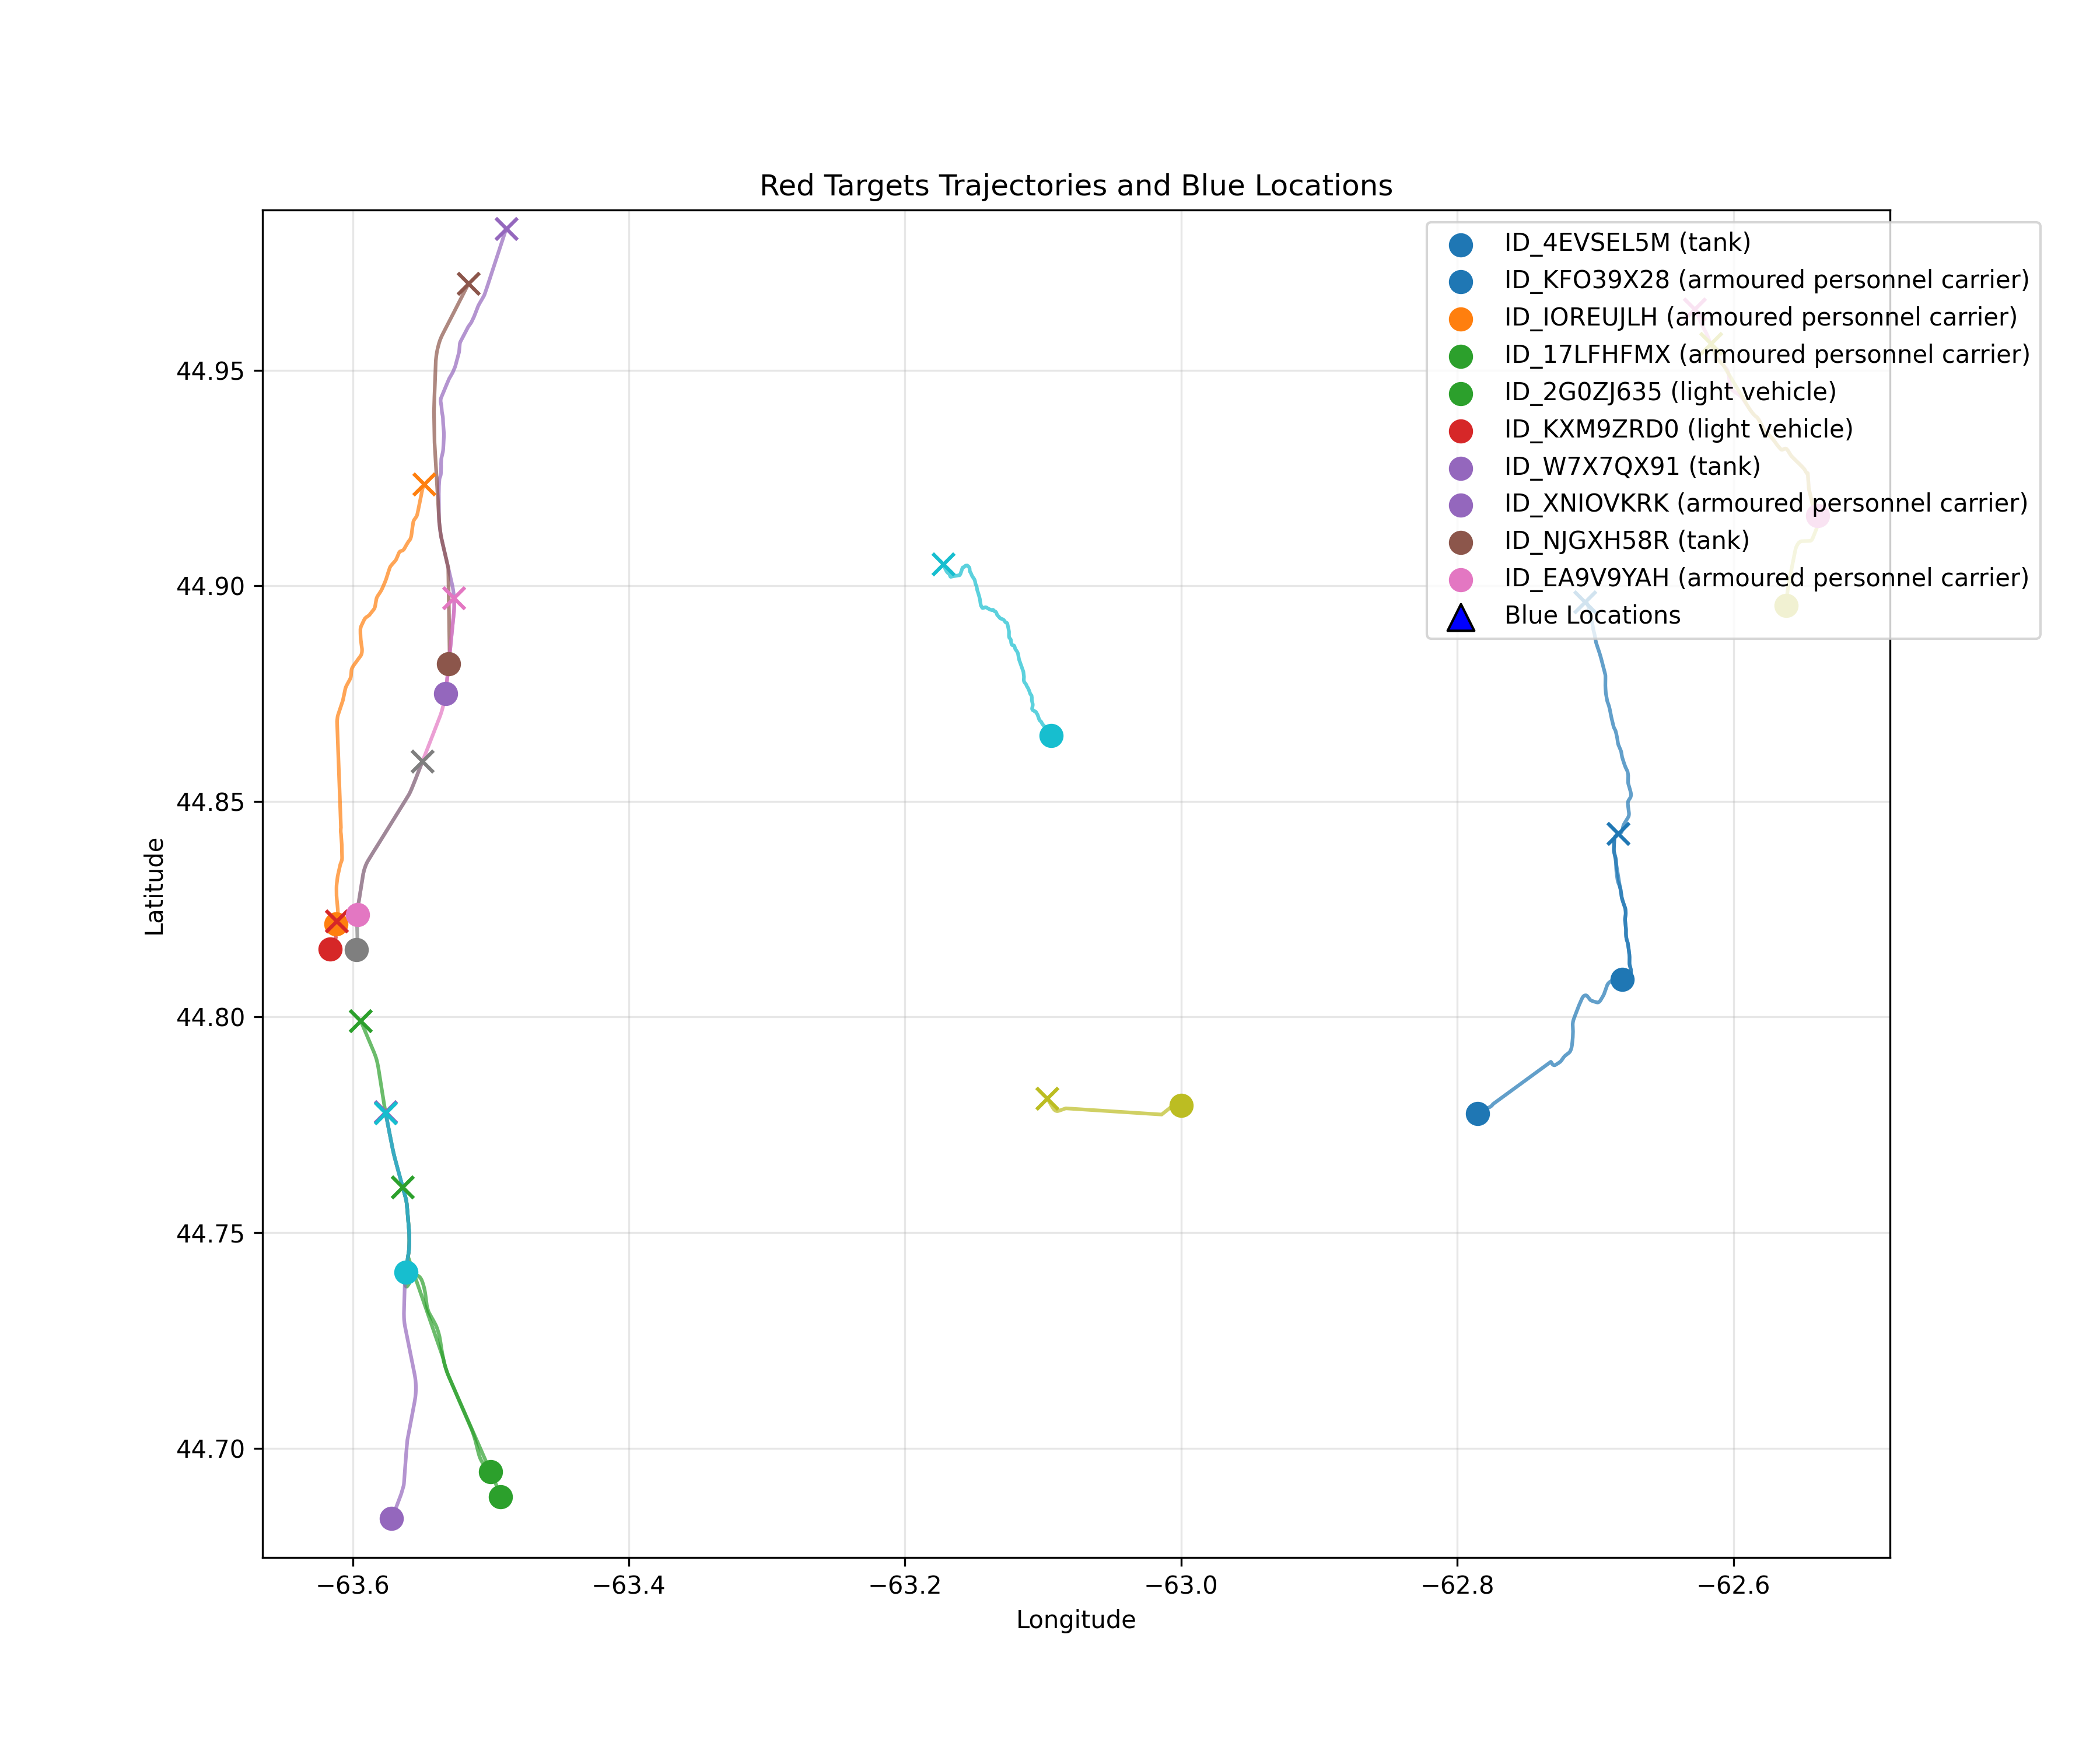 Red Targets Trajectories and Blue Locations
ID_4EVSEL5M (tank)
ID_KFO39X28 (armoured personnel carrier)
ID_IOREUJLH (armoured personnel carrier)
ID_17LFHFMX (armoured personnel carrier)
ID_2G0ZJ635 (light vehicle)
ID_KXM9ZRD0 (light vehicle)
ID_W7X7QX91 (tank)
ID_XNIOVKRK (armoured personnel carrier)
ID_NJGXH58R (tank)
ID_EA9V9YAH (armoured personnel carrier)
Blue Locations
Latitude
44.95
44.90
44.85
44.80
44.75
44.70
−63.6 −63.4 −63.2 −63.0 −62.8 −62.6
Longitude